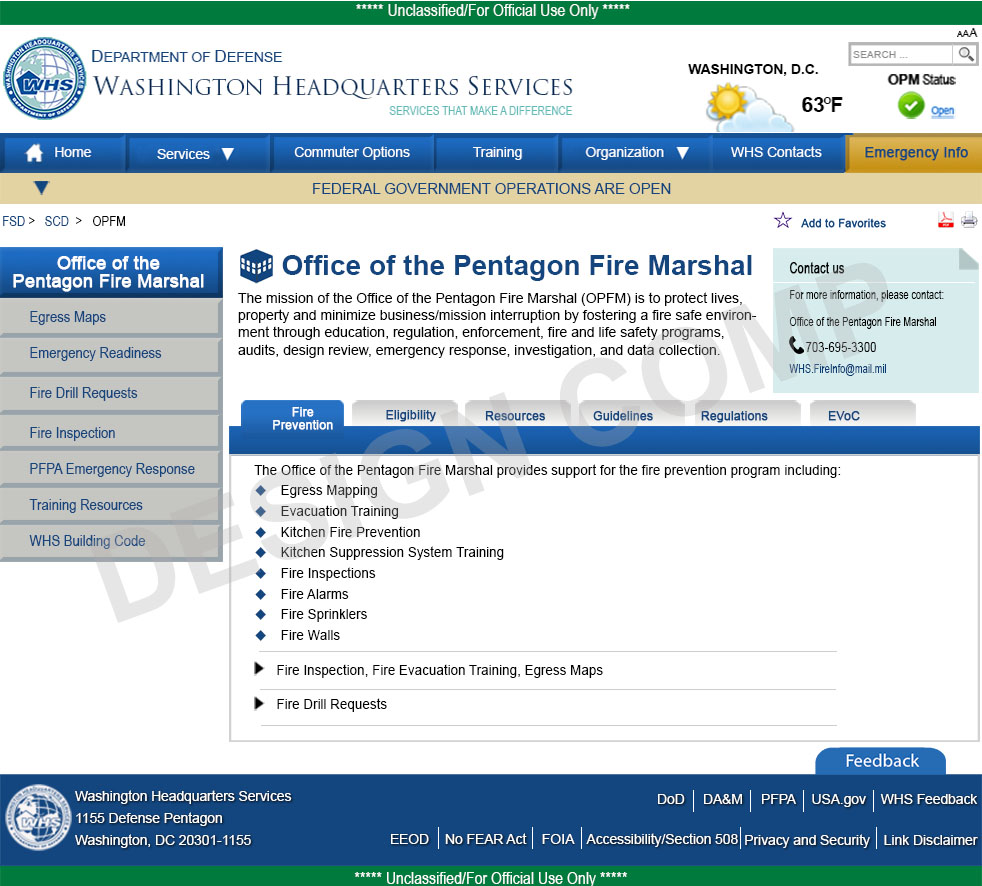 ***** Unclassified/For Official Use Only *****
AAA
DEPARTMENT OF DEFENSE
WASHINGTON HEADQUARTERS SERVICES
SERVICES THAT MAKE A DIFFERENCE
WHS
WASHINGTON, D.C.
63°F
SEARCH ...
OPM Status
Open
Home
Services
Commuter Options
Training
Organization
WHS Contacts
Emergency Info
FEDERAL GOVERNMENT OPERATIONS ARE OPEN
FSD > SCD > OPFM
Add to Favorites
Office of the
Pentagon Fire Marshal
Egress Maps
Emergency Readiness
Fire Drill Requests
Fire Inspection
PFPA Emergency Response
Training Resources
WHS Building Code
Office of the Pentagon Fire Marshal
The mission of the Office of the Pentagon Fire Marshal (OPFM) is to protect lives,
property and minimize business/mission interruption by fostering a fire safe environ-
ment through education, regulation, enforcement, fire and life safety programs,
audits, design review, emergency response, investigation, and data collection.
Contact us
For more information, please contact:
Office of the Pentagon Fire Marshal
703-695-3300
WHS.FireInfo@mail.mil
Fire
Prevention
Eligibility
Resources
Guidelines
Regulations
EVoC
The Office of the Pentagon Fire Marshal provides support for the fire prevention program including:
Egress Mapping
Evacuation Training
Kitchen Fire Prevention
Kitchen Suppression System Training
Fire Inspections
Fire Alarms
Fire Sprinklers
Fire Walls
Fire Inspection, Fire Evacuation Training, Egress Maps
Fire Drill Requests
DESIGN COMP
Feedback
WHS
Washington Headquarters Services
1155 Defense Pentagon
Washington, DC 20301-1155
DoD | DA&M | PFPA | USA.gov | WHS Feedback
EEOD | No FEAR Act | FOIA | Accessibility/Section 508 | Privacy and Security | Link Disclaimer
***** Unclassified/For Official Use Only *****